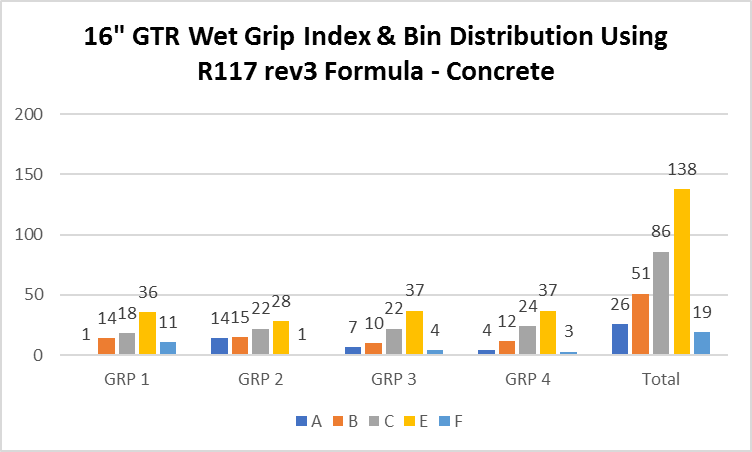 16" GTR Wet Grip Index & Bin Distribution Using
R117 rev3 Formula - Concrete
200
150
100
50
0
1 14 18 36 11
14 15 22 28 1
7 10 22 37 4
4 12 24 37 3
26 51 86 138 19
GRP 1 GRP 2 GRP 3 GRP 4 Total
A B C E F